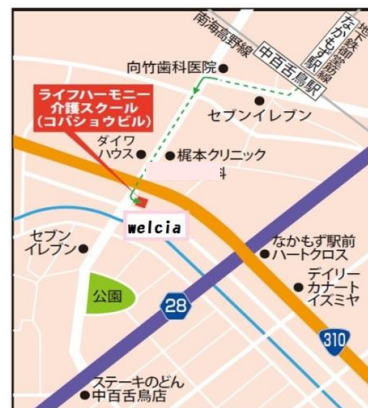 南海高野線
中百舌鳥駅
地下鉄御堂筋線
なかもず駅
向竹歯科医院
セブンイレブン
ライフハーモニー
介護スクール
(コバショウビル)
ダイワ
ハウス
梶本クリニック
科
welcia
セブン
イレブン
なかもず駅前
ハートクロス
デイリー
カナート
イズミヤ
公園
28
310
ステーキのどん
中百舌鳥店